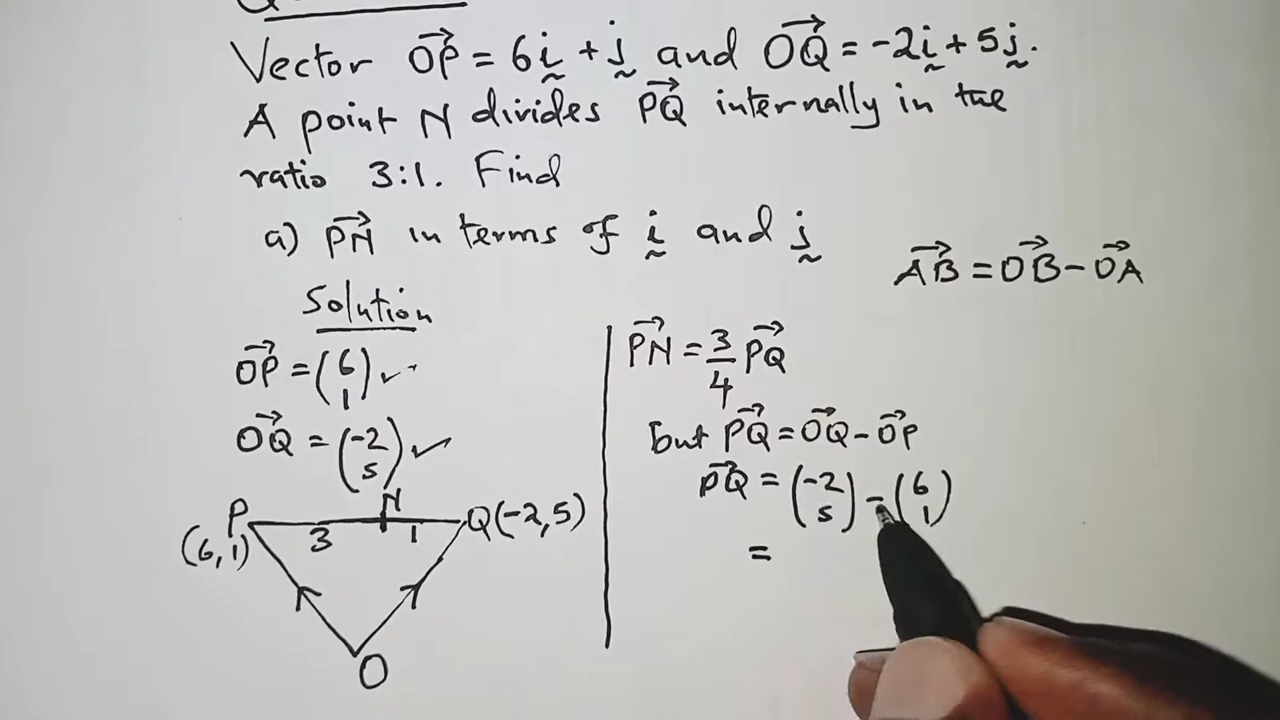 Vector OP = 6i + j and OQ = -2i + 5j.
A point N divides PQ internally in the
ratio 3:1. Find
a) PN in terms of i and j
AB = OB - OA
Solution
OP = (6 1) ✓
OQ = (-2 5) ✓
P N Q(-2,5)
(6,1) 3 1
O
PN = 3/4 PQ
but PQ = OQ - OP
PQ = (-2 5) - (6 1)
=